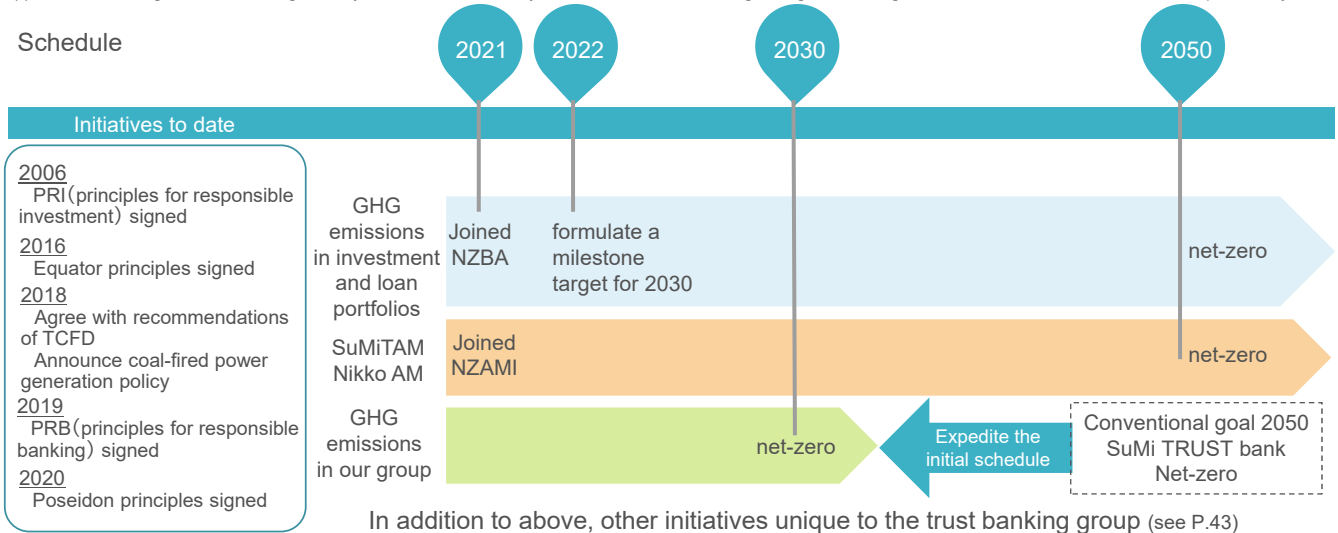 Schedule
2021
2022
2030
2050
Initiatives to date
2006
PRI(principles for responsible
investment) signed
2016
Equator principles signed
2018
Agree with recommendations
of TCFD
Announce coal-fired power
generation policy
2019
PRB(principles for responsible
banking) signed
2020
Poseidon principles signed
GHG
emissions
in investment
and loan
portfolios
Joined
NZBA
formulate a
milestone
target for 2030
net-zero
SuMiTAM
Nikko AM
Joined
NZAMI
net-zero
GHG
emissions
in our group
net-zero
Expedite the
initial schedule
Conventional goal 2050
SuMi TRUST bank
Net-zero
In addition to above, other initiatives unique to the trust banking group (see P.43)